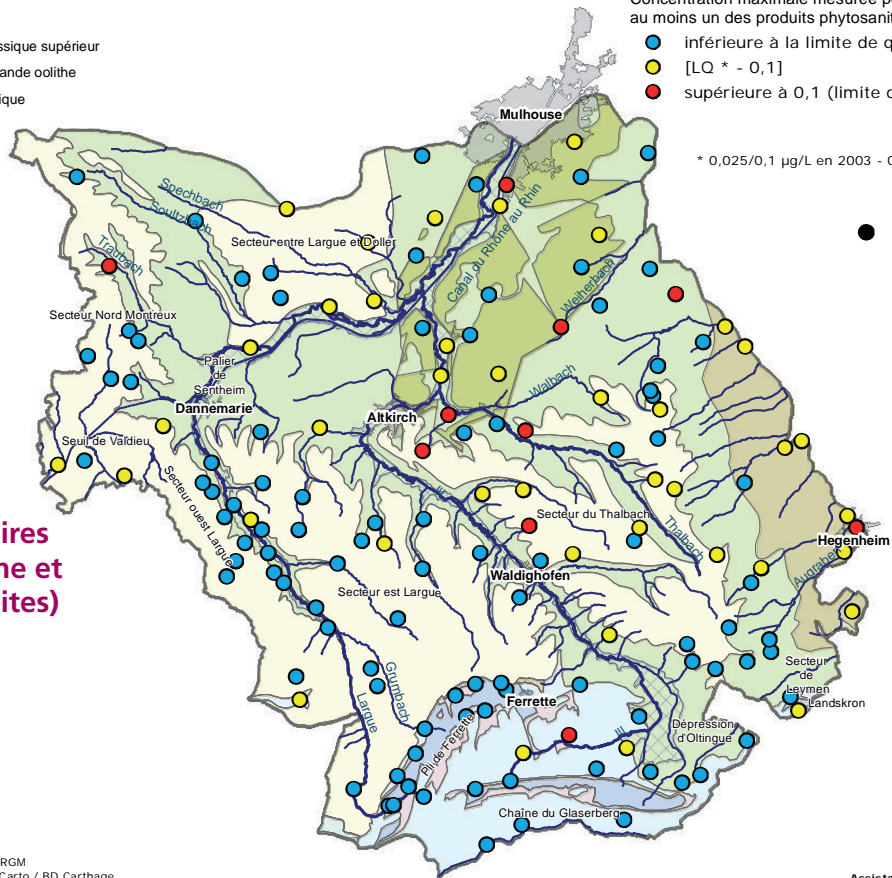 Concentration maximale mesurée p
au moins un des produits phytosani
inférieure à la limite de q
[LQ * - 0,1]
supérieure à 0,1 (limite d
* 0,025/0,1 µg/L en 2003 - 0
ssique supérieur
ande oolithe
ique
Mulhouse
Spechbach
Soultzbach
Secteur entre Largue et Doller
Canal du Rhône au Rhin
Traubach
Weiherbach
Secteur Nord Montreux
Palier
de
Sentheim
Walbach
Dannemarie
Altkirch
Seuil de Valdieu
Secteur ouest Largue
Ill
Secteur du Thalbach
Thalbach
Hegenheim
Augraben
ires
ne et
ites)
Waldighofen
Secteur est Largue
Grumbach
Largue
Secteur
de
Leymen
Landskron
Ferrette
Pli de Ferrette
Ill
Dépression
d'Oltingue
Chaîne du Glaserberg
RGM
Carto / BD Carthage
Assiste